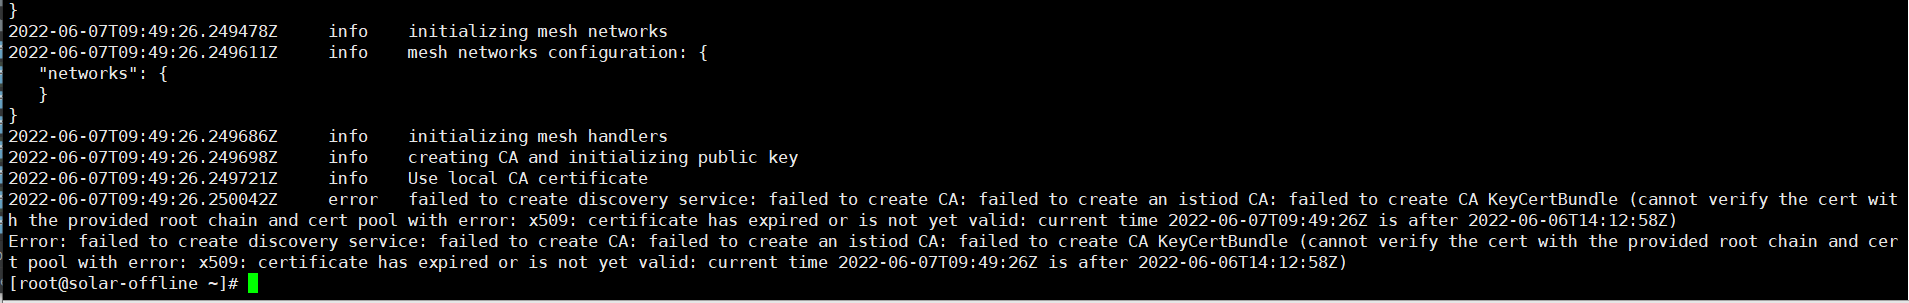 }
2022-06-07T09:49:26.249478Z     info    initializing mesh networks
2022-06-07T09:49:26.249611Z     info    mesh networks configuration: {
   "networks": {
   }
}
2022-06-07T09:49:26.249686Z     info    initializing mesh handlers
2022-06-07T09:49:26.249698Z     info    creating CA and initializing public key
2022-06-07T09:49:26.249721Z     info    Use local CA certificate
2022-06-07T09:49:26.250042Z     error   failed to create discovery service: failed to create CA: failed to create an istiod CA: failed to create CA KeyCertBundle (cannot verify the cert wit
h the provided root chain and cert pool with error: x509: certificate has expired or is not yet valid: current time 2022-06-07T09:49:26Z is after 2022-06-06T14:12:58Z)
Error: failed to create discovery service: failed to create CA: failed to create an istiod CA: failed to create CA KeyCertBundle (cannot verify the cert with the provided root chain and cer
t pool with error: x509: certificate has expired or is not yet valid: current time 2022-06-07T09:49:26Z is after 2022-06-06T14:12:58Z)
[root@solar-offline ~]#